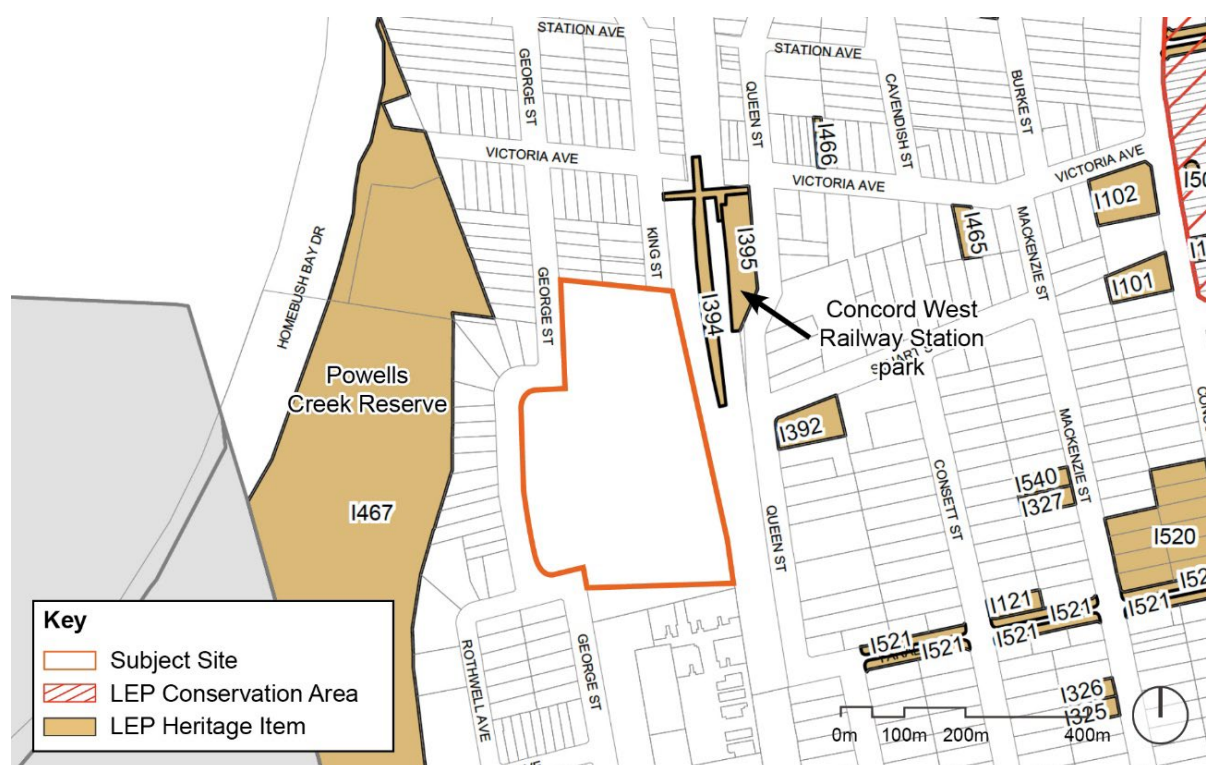 STATION AVE
STATION AVE
GEORGE ST
KING ST
QUEEN ST
CAVENDISH ST
BURKE ST
I466
VICTORIA AVE
VICTORIA AVE
VICTORIA AVE
I102
I465
MACKENZIE ST
HOMEBUSH BAY DR
GEORGE ST
I395
I394
I101
Concord West
Railway Station
park
Powells
Creek Reserve
I392
I467
QUEEN ST
CONSETT ST
MACKENZIE ST
I540
I327
I520
I121
I521
I521
I521
I521
I521
ROTHWELL AVE
GEORGE ST
I326
I325
0m
100m
200m
400m
Key
Subject Site
LEP Conservation Area
LEP Heritage Item